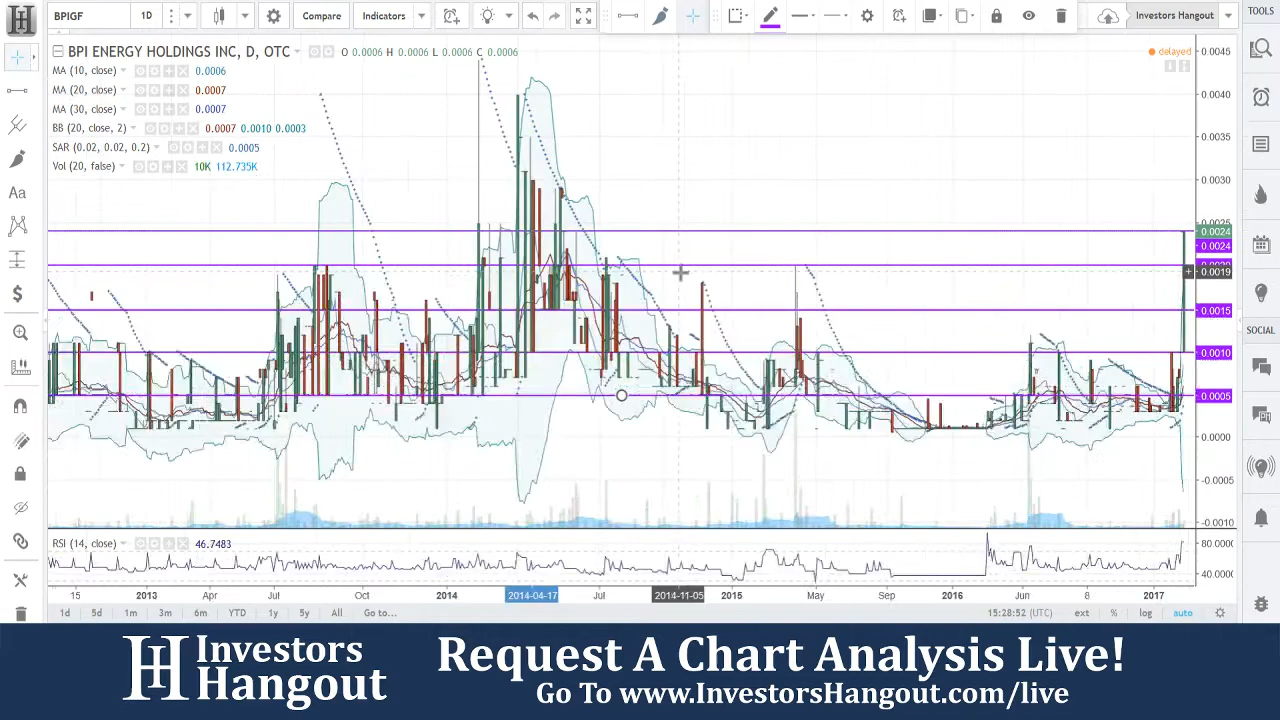 BPIGF 1D Compare Indicators Investors Hangout TOOLS
BPI ENERGY HOLDINGS INC, D, OTC O 0.0006 H 0.0006 L 0.0006 C 0.0006 delayed
MA (10, close) 0.0006
MA (20, close) 0.0007
MA (30, close) 0.0007
BB (20, close, 2) 0.0007 0.0010 0.0003
SAR (0.02, 0.02, 0.2) 0.0005
Vol (20, false) 10K 112.735K
Aa
0.0045
0.0040
0.0035
0.0030
0.0025
0.0024
0.0024
0.0019
0.0015
0.0010
0.0005
0.0000
-0.0005
-0.0010
SOCIAL
RSI (14, close) 46.7483
80.0000
40.0000
15 2013 Apr Jul Oct 2014 2014-04-17 Jul 2014-11-05 2015 May Sep 2016 Jun 8 2017
1d 5d 1m 3m 6m YTD 1y 5y All Go to... 15:28:52 (UTC) ext % log auto
Investors
Hangout
Request A Chart Analysis Live!
Go To www.InvestorsHangout.com/live